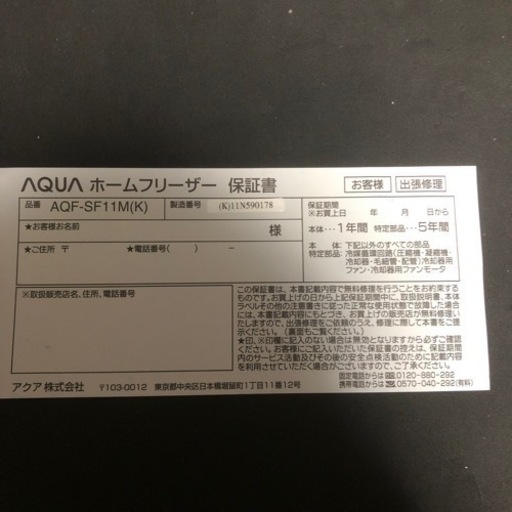 AQUA ホームフリーザー 保証書 お客様 出張修理
品番 AQF-SF11M(K) 製造番号 (K)11N590178
★お客様お名前 様
★ご住所 〒 ★電話番号( ) -
※取扱販売店名、住所、電話番号
保証期間
※お買上日 年 月 日から
本体…1年間 特定部品…5年間
本体 :下記以外のすべての部品
特定部品:冷媒循環回路(圧縮機・凝縮機・
冷却器・毛細管・配管)冷却器用
ファン・冷却器用ファンモータ
この保証書は、本書記載内容で無料修理を行うことをお約束する
ものです。お買上げの日から上記保証期間中に、取扱説明書、本体
ラベルその他の注意書きに従った正常な使用状態で故障した場合に
は、本書記載内容にもとづき、お買上げの販売店が無料修理い
たしますので、出張修理をご依頼のうえ、修理に際して本書をご提示
ください。(裏面もご覧ください。)
★印、※印欄に記入のない場合は無効となりますから必ずご確認
ください。お客様にご記入いただいた保証書の控えは、保証期間
内のサービス活動及びその後の安全点検活動のために記載内容
を利用させていただく場合がございますので、ご了承ください。
アクア 株式会社 〒103-0012 東京都中央区日本橋堀留町1丁目11番12号
固定電話からは 0120-880-292
携帯電話からは 0570-040-292(有料)